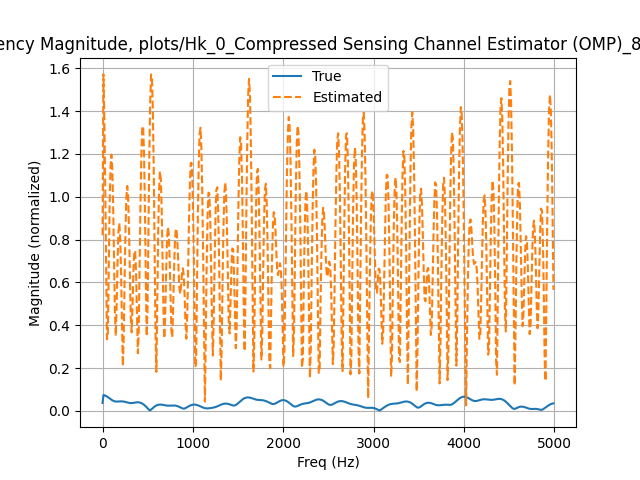 ency Magnitude, plots/Hk_0_Compressed Sensing Channel Estimator (OMP)_8
True
Estimated
Magnitude (normalized)
1.6
1.4
1.2
1.0
0.8
0.6
0.4
0.2
0.0
0 1000 2000 3000 4000 5000
Freq (Hz)